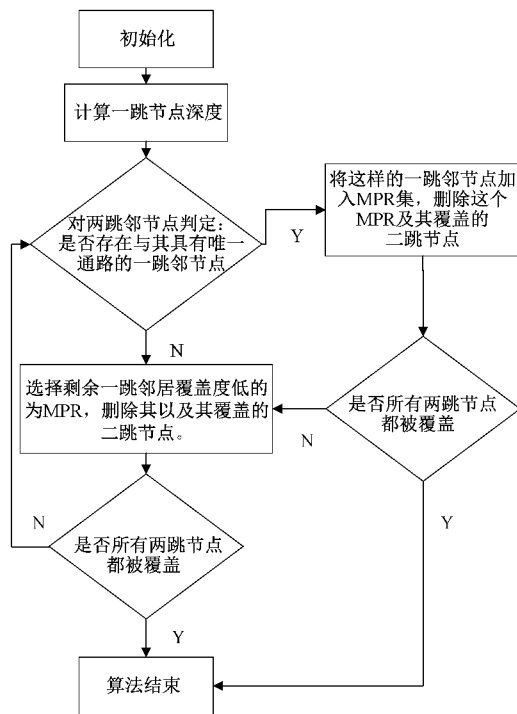 初始化
计算一跳节点深度
对两跳邻节点判定：
是否存在与其具有唯一
通路的一跳邻节点
Y
将这样的一跳邻节点加
入MPR集，删除这个
MPR及其覆盖的
二跳节点
N
选择剩余一跳邻居覆盖度低的
为MPR，删除其以及其覆盖的
二跳节点。
N
是否所有两跳节点
都被覆盖
Y
N
是否所有两跳节点
都被覆盖
Y
算法结束